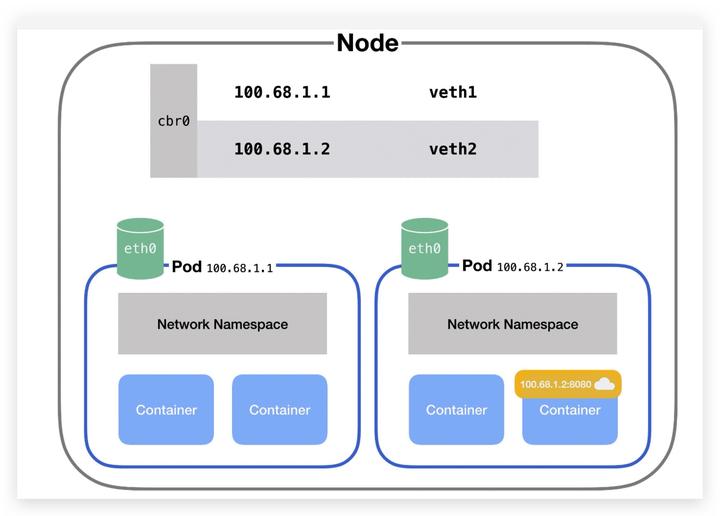 Node
cbr0
100.68.1.1 veth1
100.68.1.2 veth2
eth0
Pod 100.68.1.1
Network Namespace
Container Container
eth0
Pod 100.68.1.2
Network Namespace
100.68.1.2:8080
Container Container